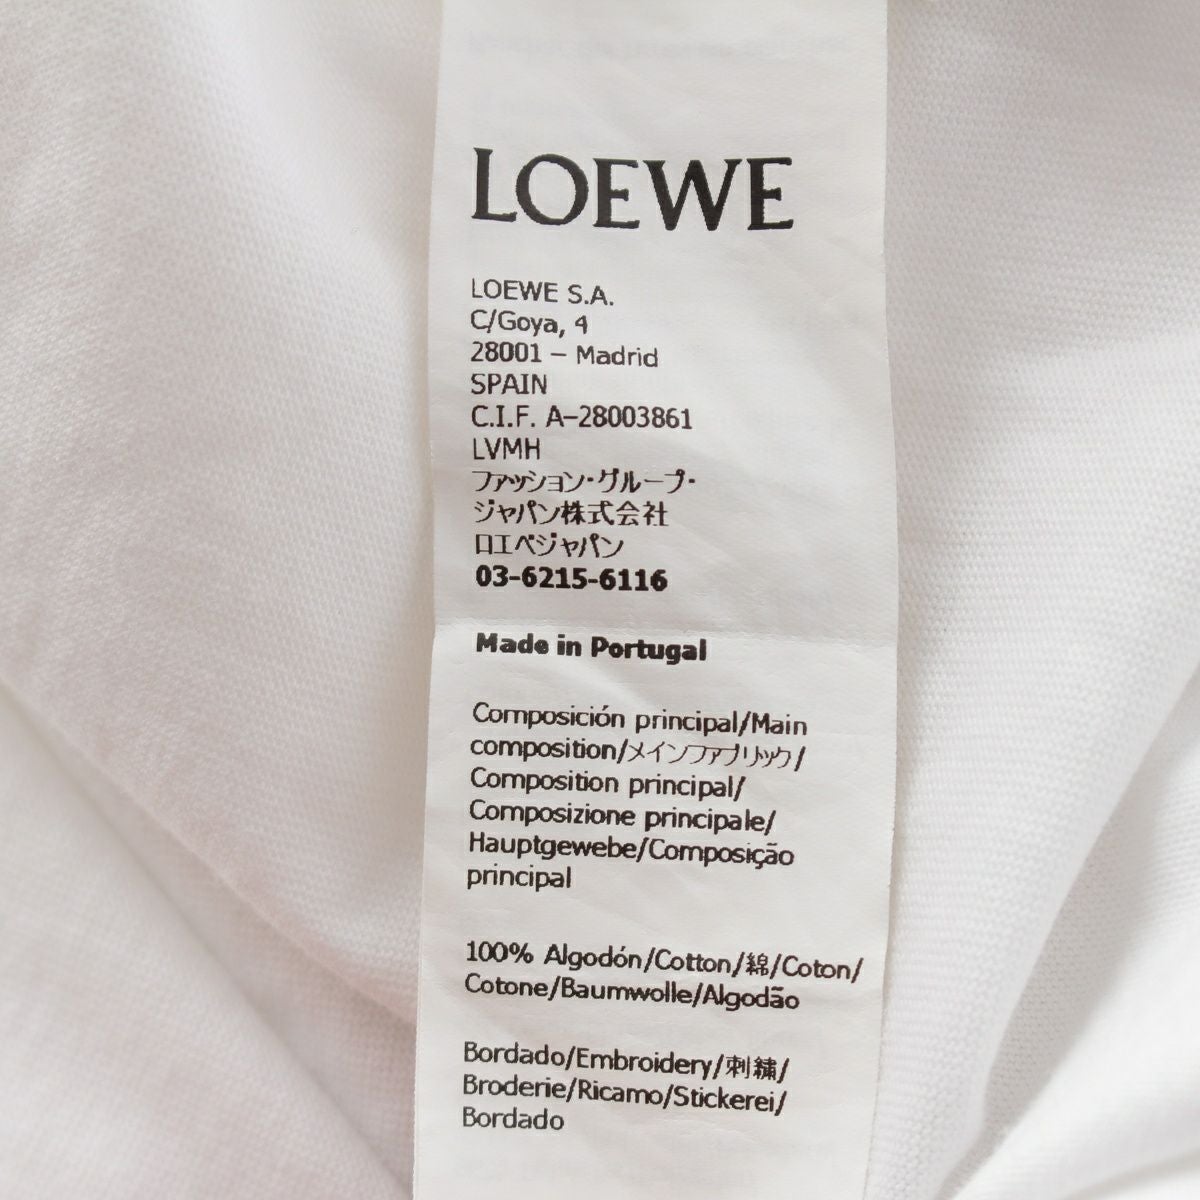 LOEWE
LOEWE S.A.
C/Goya, 4
28001 – Madrid
SPAIN
C.I.F. A–28003861
LVMH
ファッション・グループ・
ジャパン株式会社
ロエベジャパン
03-6215-6116
Made in Portugal
Composición principal/Main
composition/メインファブリック/
Composition principal/
Composizione principale/
Hauptgewebe/Composição
principal
100% Algodón/Cotton/綿/Coton/
Cotone/Baumwolle/Algodão
Bordado/Embroidery/刺繍/
Broderie/Ricamo/Stickerei/
Bordado